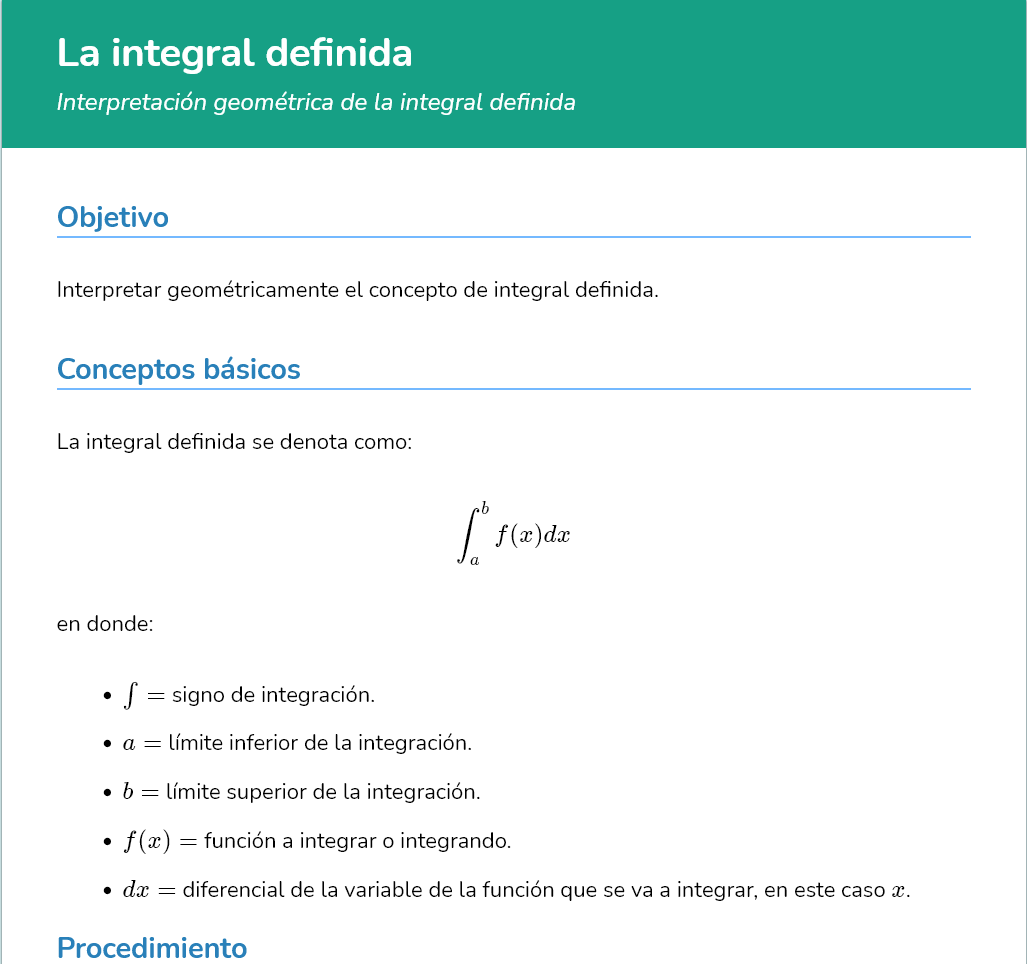 La integral definida
Interpretación geométrica de la integral definida
Objetivo
Interpretar geométricamente el concepto de integral definida.
Conceptos básicos
La integral definida se denota como:
∫_a^b f(x)dx
en donde:
• ∫ = signo de integración.
• a = límite inferior de la integración.
• b = límite superior de la integración.
• f(x) = función a integrar o integrando.
• dx = diferencial de la variable de la función que se va a integrar, en este caso x.
Procedimiento